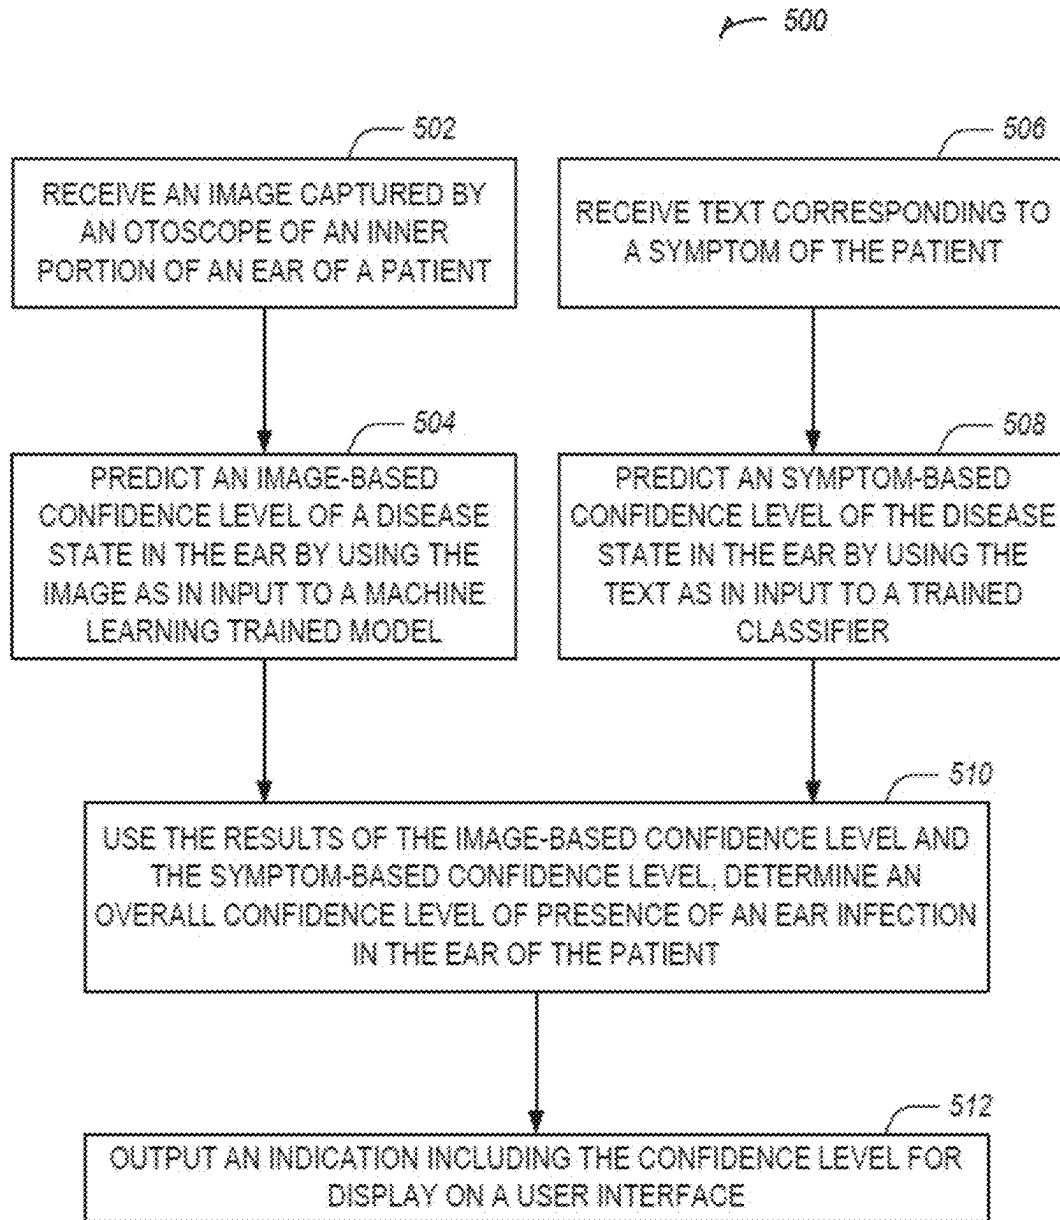 500
502
RECEIVE AN IMAGE CAPTURED BY
AN OTOSCOPE OF AN INNER
PORTION OF AN EAR OF A PATIENT
506
RECEIVE TEXT CORRESPONDING TO
A SYMPTOM OF THE PATIENT
504
PREDICT AN IMAGE-BASED
CONFIDENCE LEVEL OF A DISEASE
STATE IN THE EAR BY USING THE
IMAGE AS IN INPUT TO A MACHINE
LEARNING TRAINED MODEL
508
PREDICT AN SYMPTOM-BASED
CONFIDENCE LEVEL OF THE DISEASE
STATE IN THE EAR BY USING THE
TEXT AS IN INPUT TO A TRAINED
CLASSIFIER
510
USE THE RESULTS OF THE IMAGE-BASED CONFIDENCE LEVEL AND
THE SYMPTOM-BASED CONFIDENCE LEVEL, DETERMINE AN
OVERALL CONFIDENCE LEVEL OF PRESENCE OF AN EAR INFECTION
IN THE EAR OF THE PATIENT
512
OUTPUT AN INDICATION INCLUDING THE CONFIDENCE LEVEL FOR
DISPLAY ON A USER INTERFACE